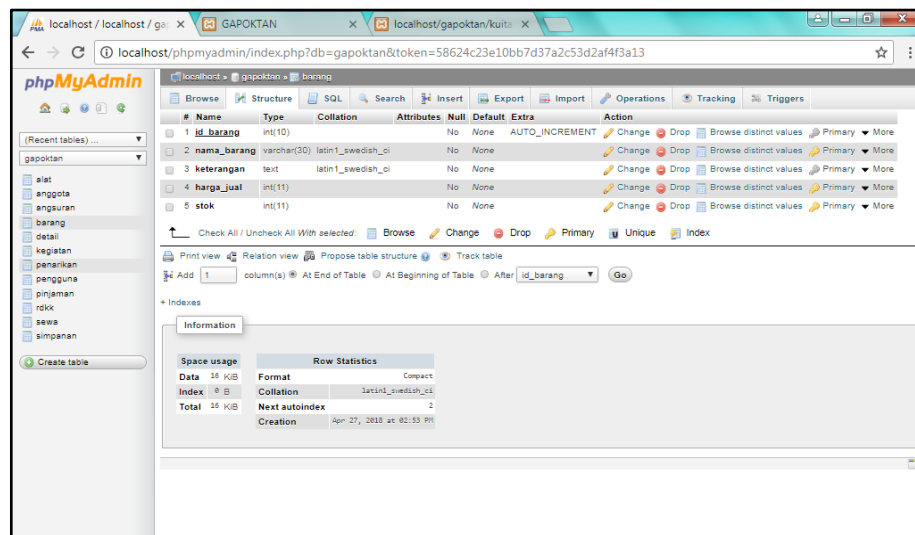 localhost / localhost / ga
GAPOKTAN
localhost/gapoktan/kuita
localhost/phpmyadmin/index.php?db=gapoktan&token=58624c23e10bb7d37a2c53d2af4f3a13
phpMyAdmin
localhost » gapoktan » barang
Browse Structure SQL Search Insert Export Import Operations Tracking Triggers
(Recent tables) ...
gapoktan
alat
anggota
angsuran
barang
detail
kegiatan
penarikan
pengguna
pinjaman
rdkk
sewa
simpanan
Create table
# Name Type Collation Attributes Null Default Extra Action
1 id_barang int(10) No None AUTO_INCREMENT Change Drop Browse distinct values Primary More
2 nama_barang varchar(30) latin1_swedish_ci No None Change Drop Browse distinct values Primary More
3 keterangan text latin1_swedish_ci No None Change Drop Browse distinct values Primary More
4 harga_jual int(11) No None Change Drop Browse distinct values Primary More
5 stok int(11) No None Change Drop Browse distinct values Primary More
Check All / Uncheck All With selected: Browse Change Drop Primary Unique Index
Print view Relation view Propose table structure Track table
Add 1 column(s) At End of Table At Beginning of Table After id_barang Go
+ Indexes
Information
Space usage
Data 16 KiB
Index 0 B
Total 16 KiB
Row Statistics
Format Compact
Collation latin1_swedish_ci
Next autoindex 2
Creation Apr 27, 2018 at 02:53 PM